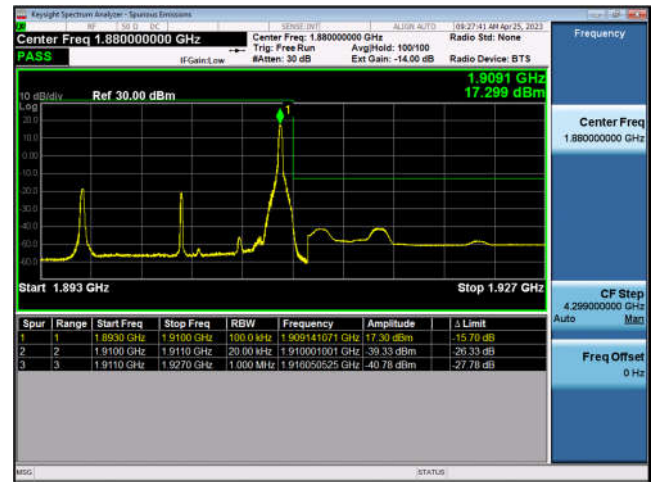 Keysight Spectrum Analyzer - Spurious Emissions
RF 50 Ω DC SENSE:INT ALIGN AUTO 09:27:41 AM Apr 25, 2023
Center Freq 1.880000000 GHz
Center Freq: 1.880000000 GHz Radio Std: None
Trig: Free Run Avg|Hold: 100/100
PASS IFGain:Low #Atten: 30 dB Ext Gain: -14.00 dB Radio Device: BTS
1.9091 GHz
17.299 dBm
10 dB/div Ref 30.00 dBm
Log
20.0
10.0
0.00
-10.0
-20.0
-30.0
-40.0
-50.0
-60.0
1
Start 1.893 GHz Stop 1.927 GHz
Spur Range Start Freq Stop Freq RBW Frequency Amplitude Δ Limit
1 1 1.8930 GHz 1.9100 GHz 100.0 kHz 1.909141071 GHz 17.30 dBm -15.70 dB
2 2 1.9100 GHz 1.9110 GHz 20.00 kHz 1.910001001 GHz -39.33 dBm -26.33 dB
3 3 1.9110 GHz 1.9270 GHz 1.000 MHz 1.916050525 GHz -40.78 dBm -27.78 dB
MSG STATUS
Frequency
Center Freq
1.880000000 GHz
CF Step
4.299000000 GHz
Auto Man
Freq Offset
0 Hz